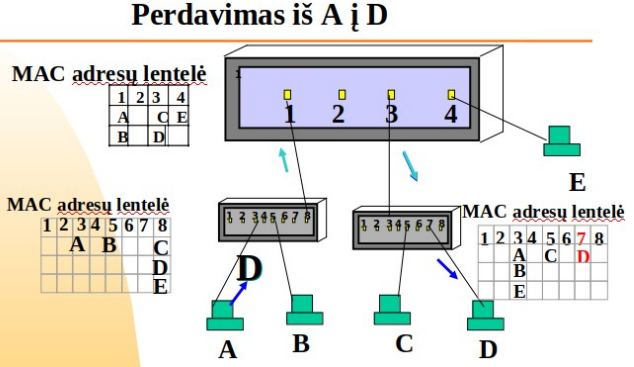 Perdavimas iš A į D
MAC adresų lentelė
1 2 3 4
A C E
B D
1
1 2 3 4
E
MAC adresų lentelė
1 2 3 4 5 6 7 8
A B C
D
E
1 2 3 4 5 6 7 8
D
1 2 3 4 5 6 7 8
MAC adresų lentelė
1 2 3 4 5 6 7 8
A C D
B
E
A B C D